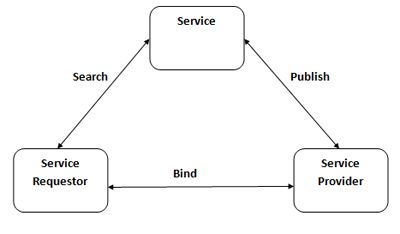 Service
Search
Publish
Service
Requestor
Bind
Service
Provider